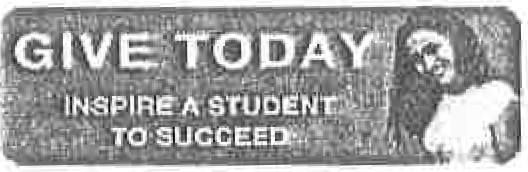 GIVE TODAY
INSPIRE A STUDENT
TO SUCCEED